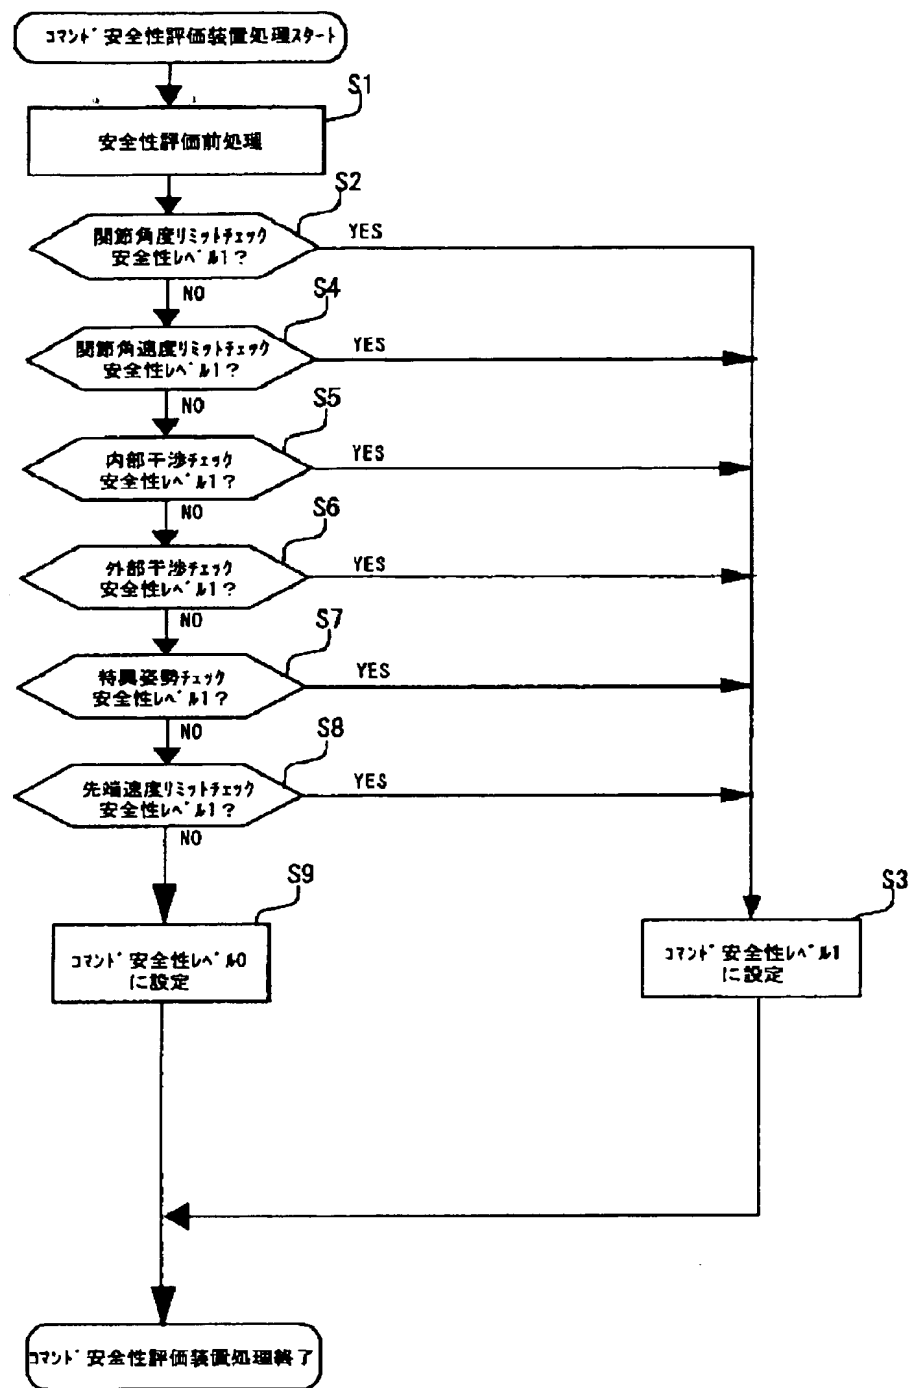 コマンド安全性評価装置処理スタート
S1
安全性評価前処理
S2
関節角度リミットチェック
安全性レベル1?
YES
NO
S4
関節角速度リミットチェック
安全性レベル1?
YES
NO
S5
内部干渉チェック
安全性レベル1?
YES
NO
S6
外部干渉チェック
安全性レベル1?
YES
NO
S7
特異姿勢チェック
安全性レベル1?
YES
NO
S8
先端速度リミットチェック
安全性レベル1?
YES
NO
S9
コマンド安全性レベル0
に設定
S3
コマンド安全性レベル1
に設定
コマンド安全性評価装置処理終了